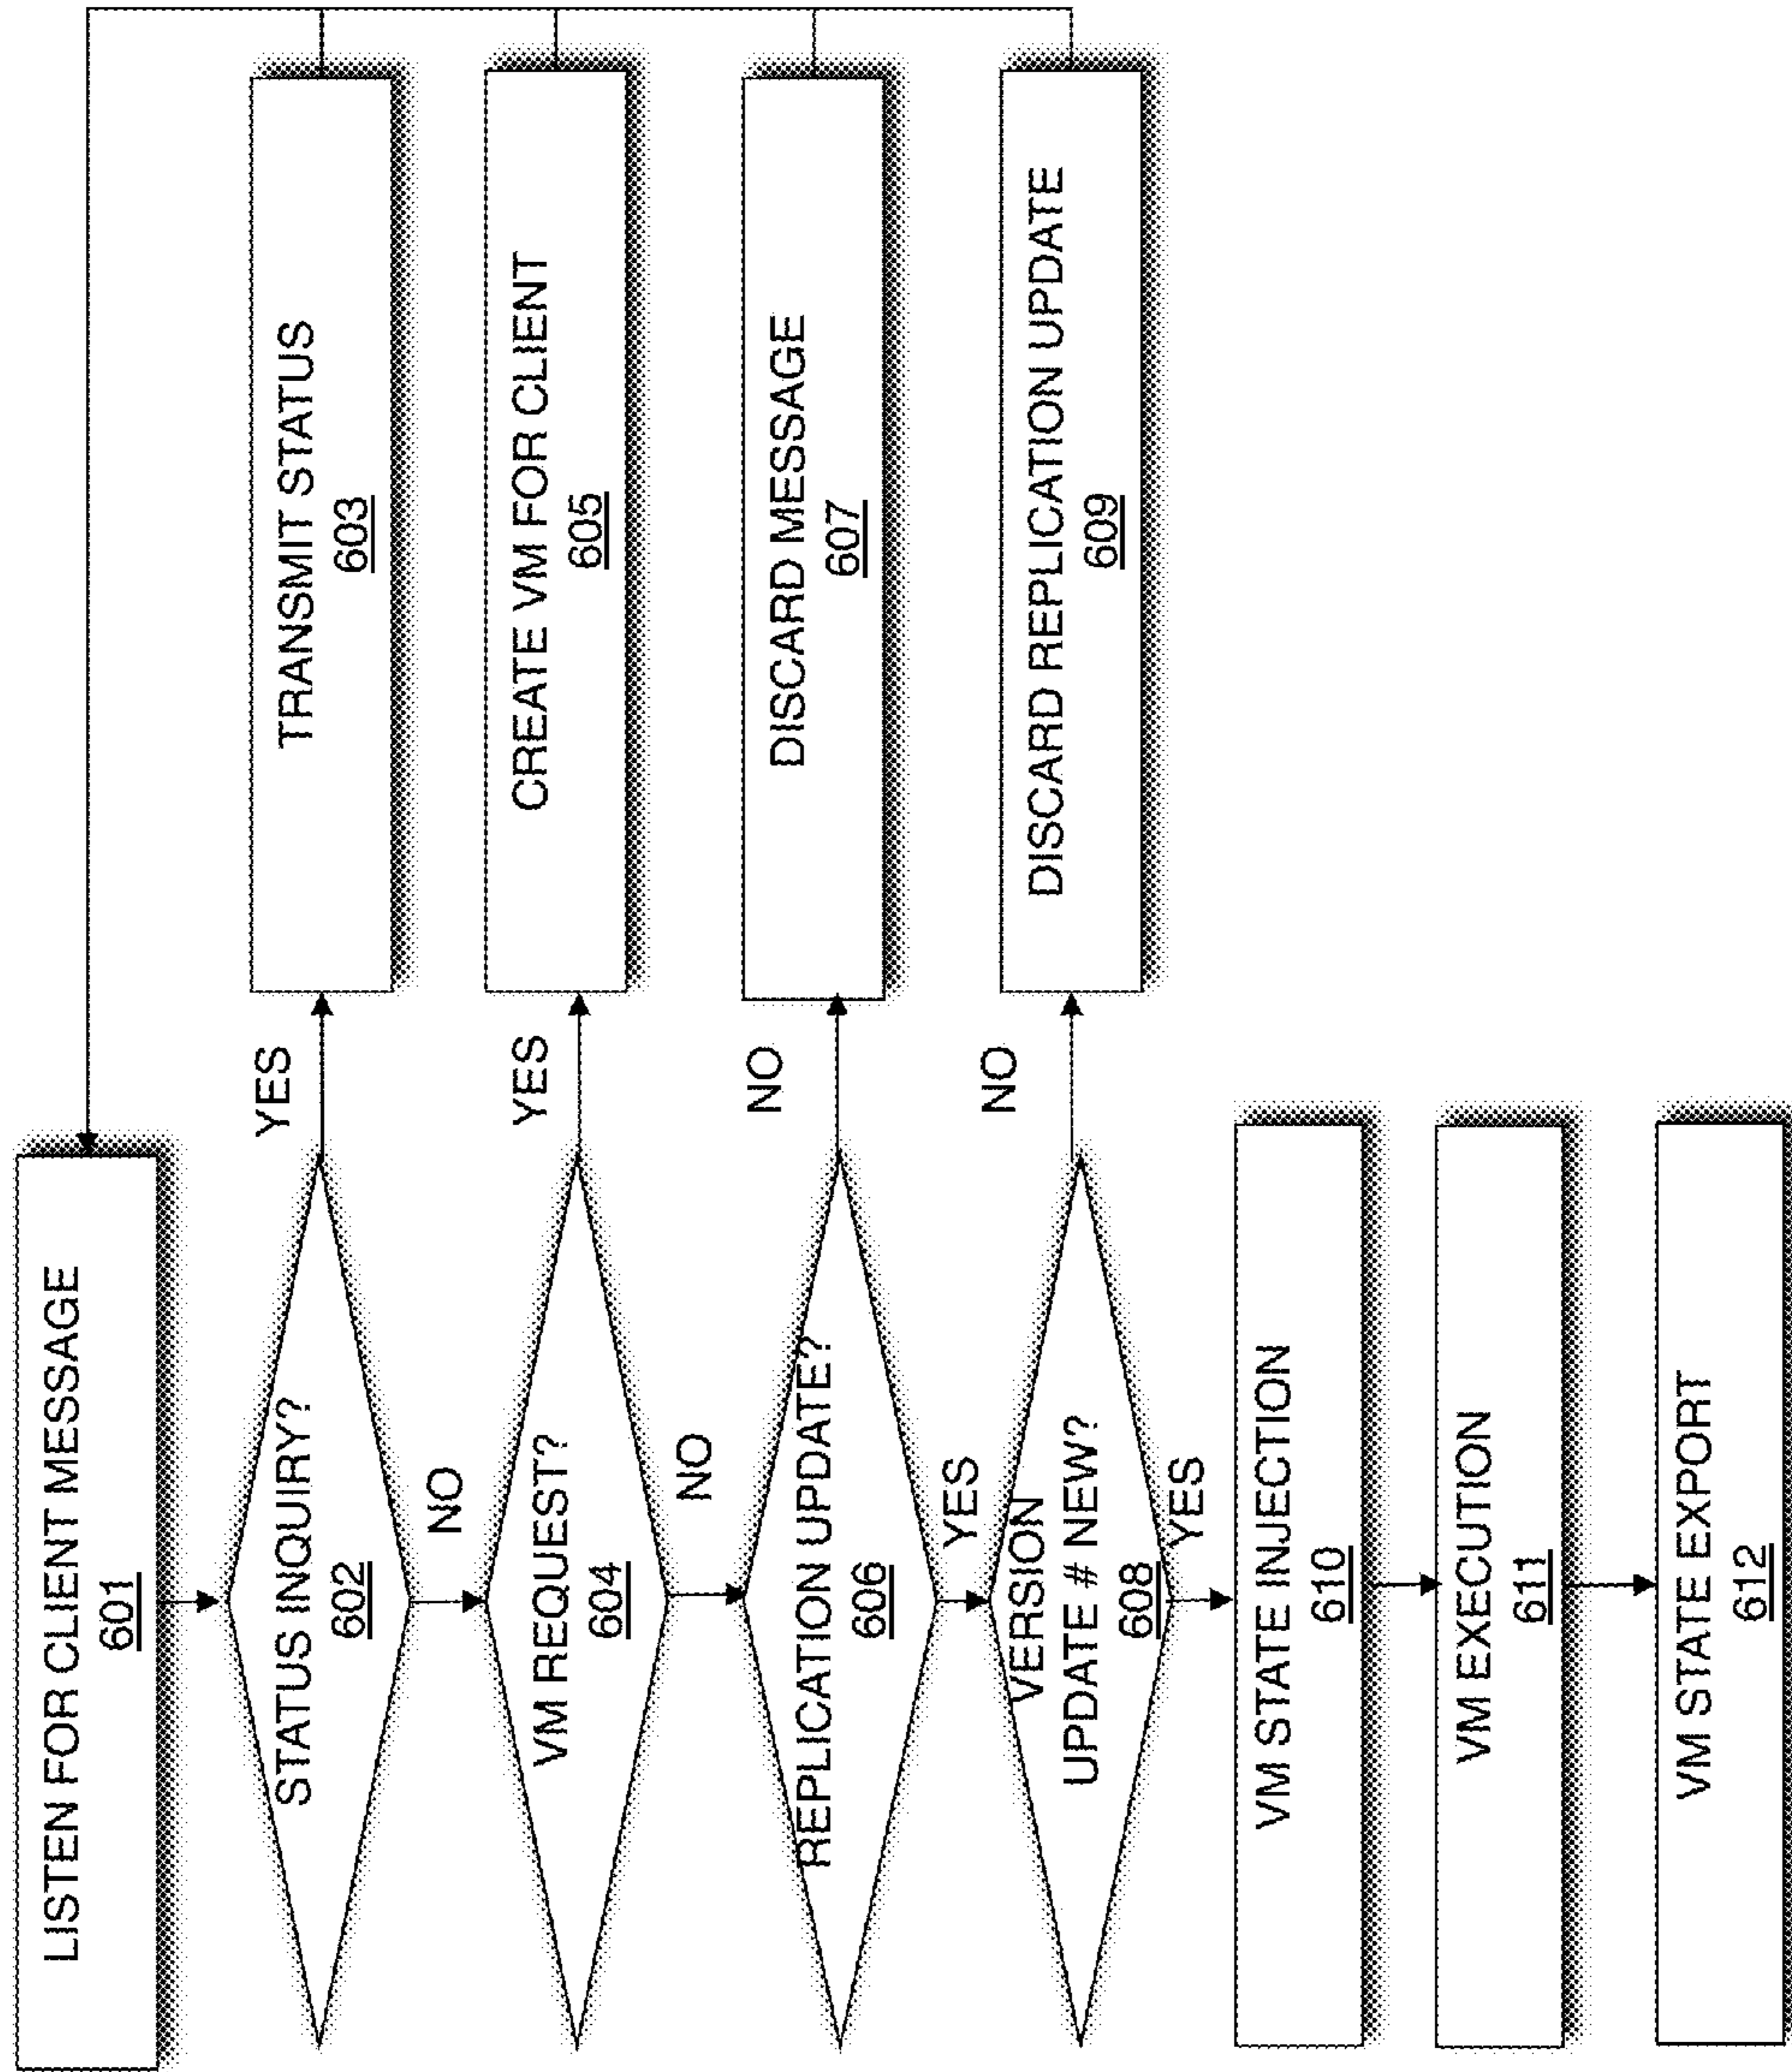 LISTEN FOR CLIENT MESSAGE
601
STATUS INQUIRY?
602
YES
TRANSMIT STATUS
603
NO
VM REQUEST?
604
YES
CREATE VM FOR CLIENT
605
NO
REPLICATION UPDATE?
606
NO
DISCARD MESSAGE
607
YES
VERSION
UPDATE # NEW?
608
NO
DISCARD REPLICATION UPDATE
609
YES
VM STATE INJECTION
610
VM EXECUTION
611
VM STATE EXPORT
612